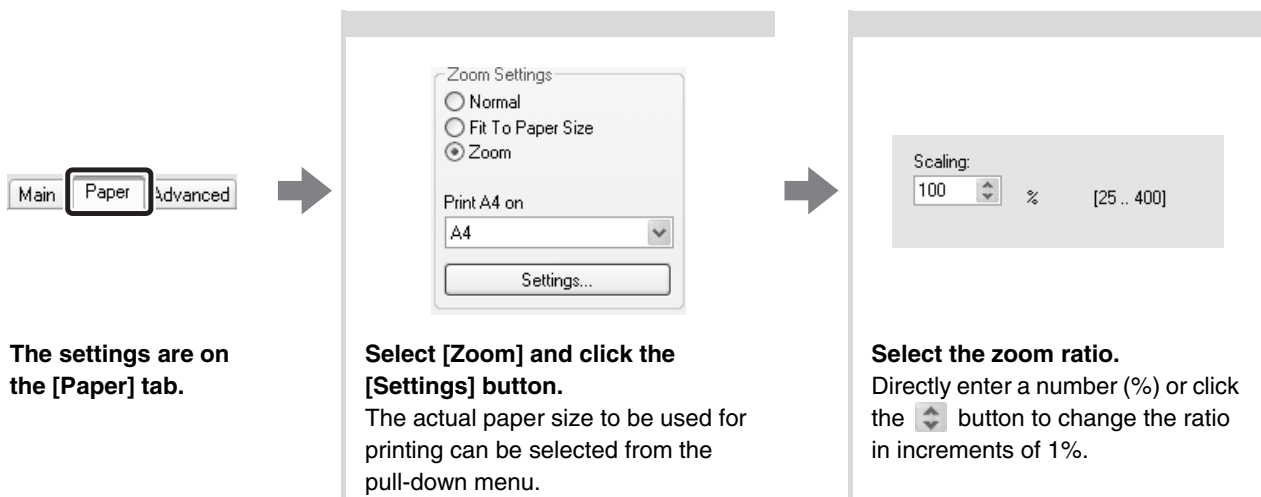 Main Paper Advanced
The settings are on
the [Paper] tab.
Zoom Settings
Normal
Fit To Paper Size
Zoom
Print A4 on
A4
Settings...
Select [Zoom] and click the
[Settings] button.
The actual paper size to be used for
printing can be selected from the
pull-down menu.
Scaling:
100 % [25 .. 400]
Select the zoom ratio.
Directly enter a number (%) or click
the button to change the ratio
in increments of 1%.